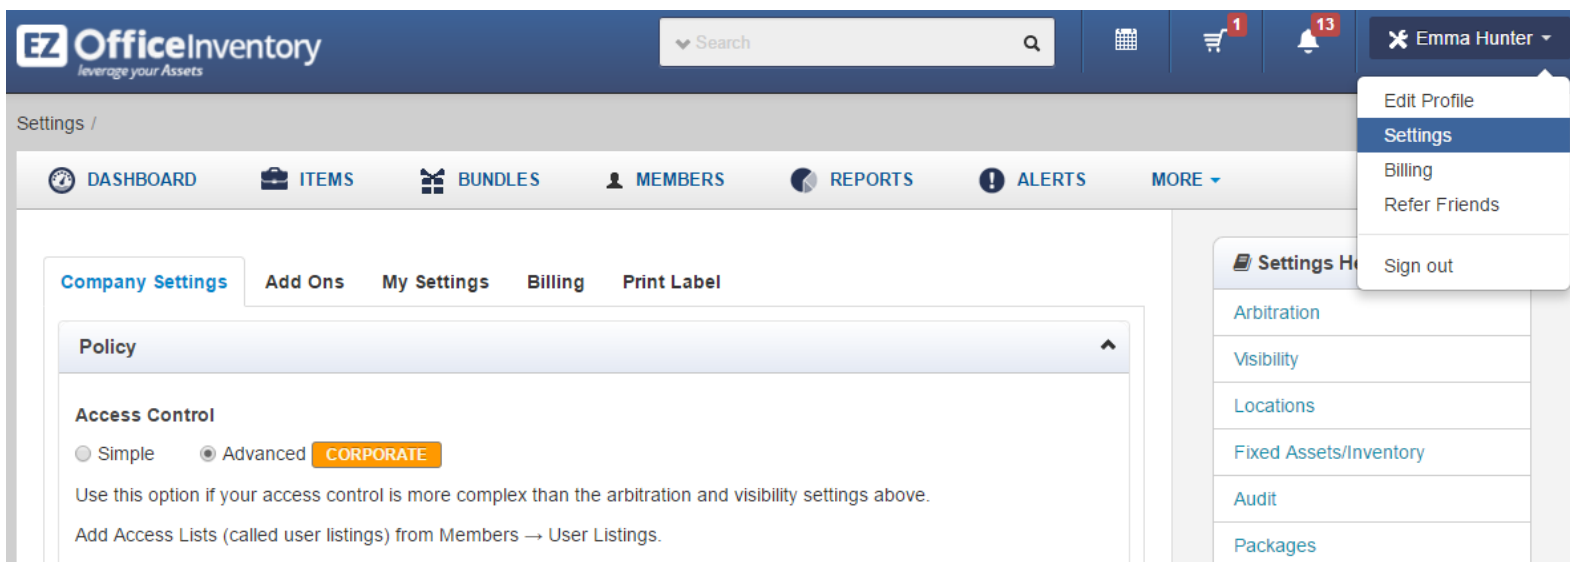 EZ OfficeInventory
leverage your Assets
Search
1
13
Emma Hunter
Edit Profile
Settings
Billing
Refer Friends
Sign out
Settings /
DASHBOARD
ITEMS
BUNDLES
MEMBERS
REPORTS
ALERTS
MORE
Company Settings
Add Ons
My Settings
Billing
Print Label
Policy
Access Control
Simple
Advanced CORPORATE
Use this option if your access control is more complex than the arbitration and visibility settings above.
Add Access Lists (called user listings) from Members → User Listings.
Settings
Arbitration
Visibility
Locations
Fixed Assets/Inventory
Audit
Packages